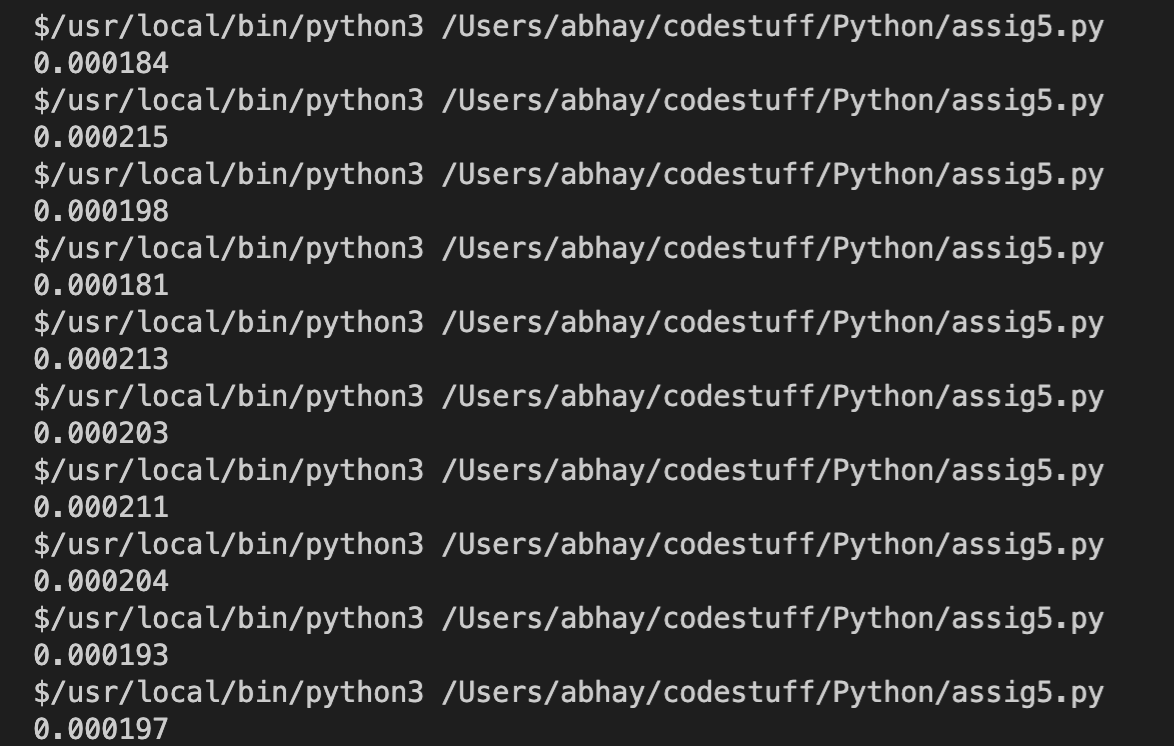 $/usr/local/bin/python3 /Users/abhay/codestuff/Python/assig5.py
0.000184
$/usr/local/bin/python3 /Users/abhay/codestuff/Python/assig5.py
0.000215
$/usr/local/bin/python3 /Users/abhay/codestuff/Python/assig5.py
0.000198
$/usr/local/bin/python3 /Users/abhay/codestuff/Python/assig5.py
0.000181
$/usr/local/bin/python3 /Users/abhay/codestuff/Python/assig5.py
0.000213
$/usr/local/bin/python3 /Users/abhay/codestuff/Python/assig5.py
0.000203
$/usr/local/bin/python3 /Users/abhay/codestuff/Python/assig5.py
0.000211
$/usr/local/bin/python3 /Users/abhay/codestuff/Python/assig5.py
0.000204
$/usr/local/bin/python3 /Users/abhay/codestuff/Python/assig5.py
0.000193
$/usr/local/bin/python3 /Users/abhay/codestuff/Python/assig5.py
0.000197